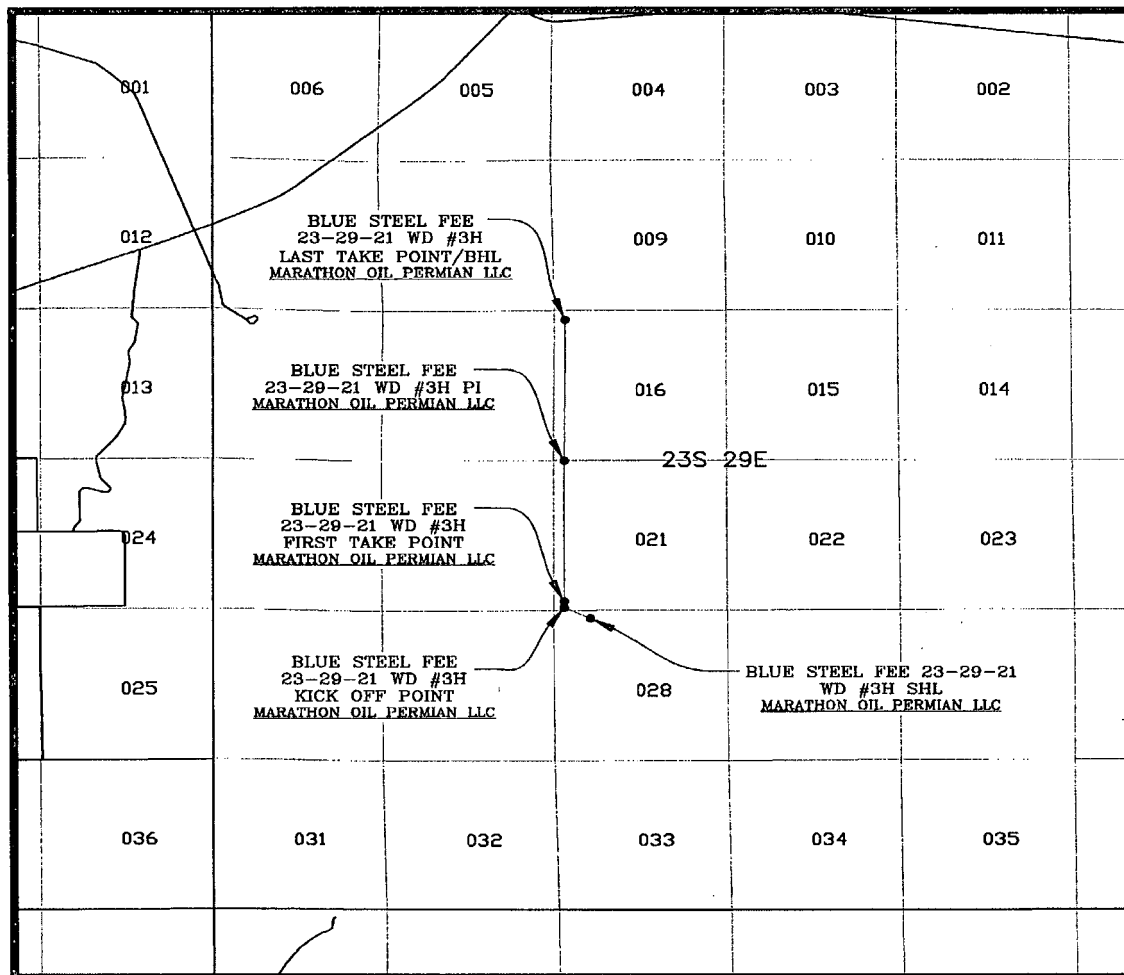 001
006
005
004
003
002
BLUE STEEL FEE
23-29-21 WD #3H
LAST TAKE POINT/BHL
MARATHON OIL PERMIAN LLC
012
009
010
011
BLUE STEEL FEE
23-29-21 WD #3H PI
MARATHON OIL PERMIAN LLC
013
016
015
014
23S 29E
BLUE STEEL FEE
23-29-21 WD #3H
FIRST TAKE POINT
MARATHON OIL PERMIAN LLC
024
021
022
023
BLUE STEEL FEE
23-29-21 WD #3H
KICK OFF POINT
MARATHON OIL PERMIAN LLC
025
028
BLUE STEEL FEE 23-29-21
WD #3H SHL
MARATHON OIL PERMIAN LLC
036
031
032
033
034
035